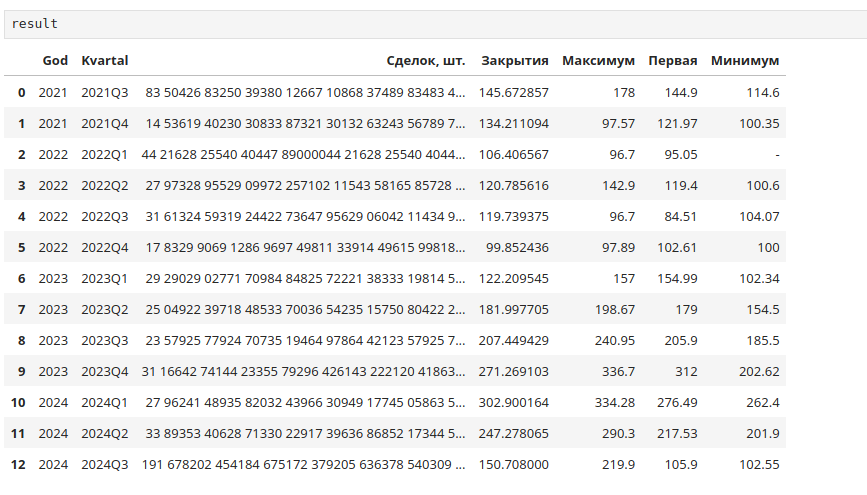 result
God Kvartal Сделок, шт. Закрытия Максимум Первая Минимум
0 2021 2021Q3 83 50426 83250 39380 12667 10868 37489 83483 4... 145.672857 178 144.9 114.6
1 2021 2021Q4 14 53619 40230 30833 87321 30132 63243 56789 7... 134.211094 97.57 121.97 100.35
2 2022 2022Q1 44 21628 25540 40447 89000044 21628 25540 4044... 106.406567 96.7 95.05 -
3 2022 2022Q2 27 97328 95529 09972 257102 11543 58165 85728 ... 120.785616 142.9 119.4 100.6
4 2022 2022Q3 31 61324 59319 24422 73647 95629 06042 11434 9... 119.739375 96.7 84.51 104.07
5 2022 2022Q4 17 8329 9069 1286 9697 49811 33914 49615 99818... 99.852436 97.89 102.61 100
6 2023 2023Q1 29 29029 02771 70984 84825 72221 38333 19814 5... 122.209545 157 154.99 102.34
7 2023 2023Q2 25 04922 39718 48533 70036 54235 15750 80422 2... 181.997705 198.67 179 154.5
8 2023 2023Q3 23 57925 77924 70735 19464 97864 42123 57925 7... 207.449429 240.95 205.9 185.5
9 2023 2023Q4 31 16642 74144 23355 79296 426143 222120 41863... 271.269103 336.7 312 202.62
10 2024 2024Q1 27 96241 48935 82032 43966 30949 17745 05863 5... 302.900164 334.28 276.49 262.4
11 2024 2024Q2 33 89353 40628 71330 22917 39636 86852 17344 5... 247.278065 290.3 217.53 201.9
12 2024 2024Q3 191 678202 454184 675172 379205 636378 540309 ... 150.708000 219.9 105.9 102.55